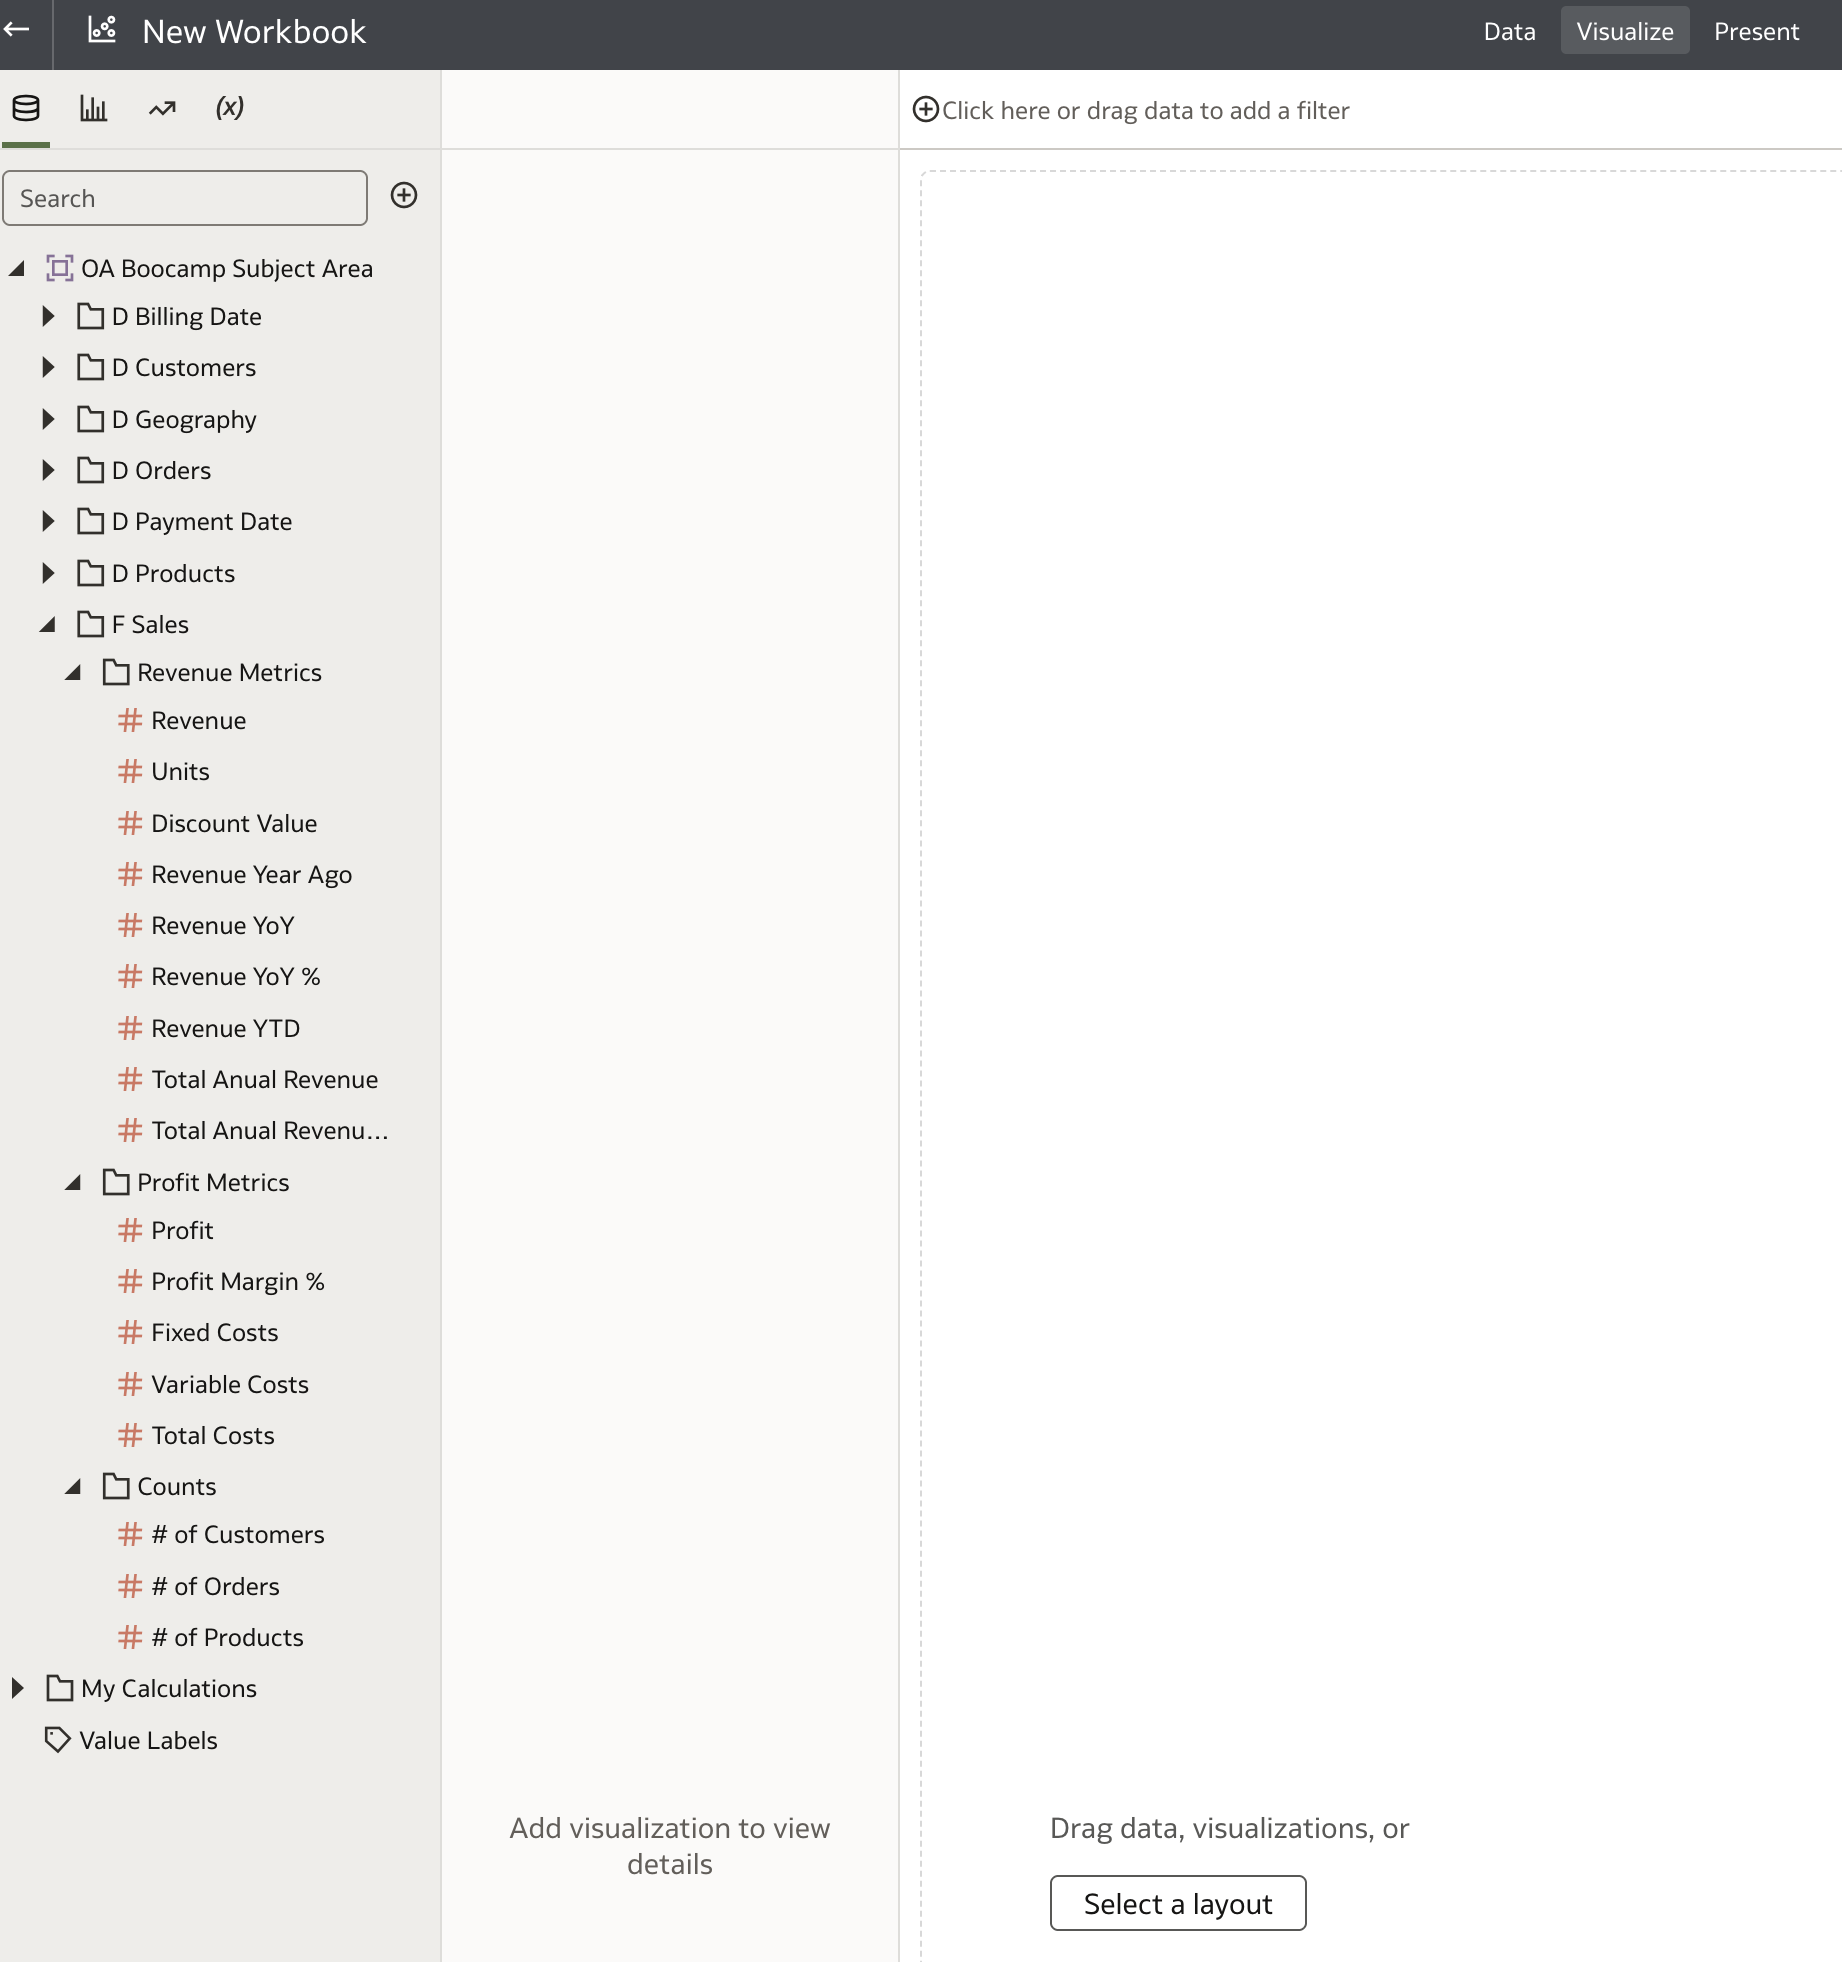 New Workbook
Data
Visualize
Present
(x)
Click here or drag data to add a filter
Search
OA Boocamp Subject Area
D Billing Date
D Customers
D Geography
D Orders
D Payment Date
D Products
F Sales
Revenue Metrics
# Revenue
# Units
# Discount Value
# Revenue Year Ago
# Revenue YoY
# Revenue YoY %
# Revenue YTD
# Total Anual Revenue
# Total Anual Revenu...
Profit Metrics
# Profit
# Profit Margin %
# Fixed Costs
# Variable Costs
# Total Costs
Counts
# # of Customers
# # of Orders
# # of Products
My Calculations
Value Labels
Add visualization to view
details
Drag data, visualizations, or
Select a layout